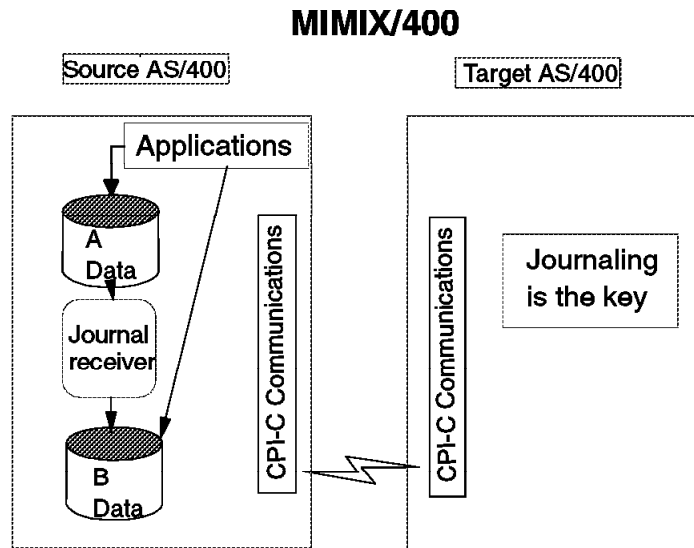 MIMIX/400
Source AS/400
Target AS/400
Applications
A
Data
Journal
receiver
B
Data
CPI-C Communications
CPI-C Communications
Journaling
is the key